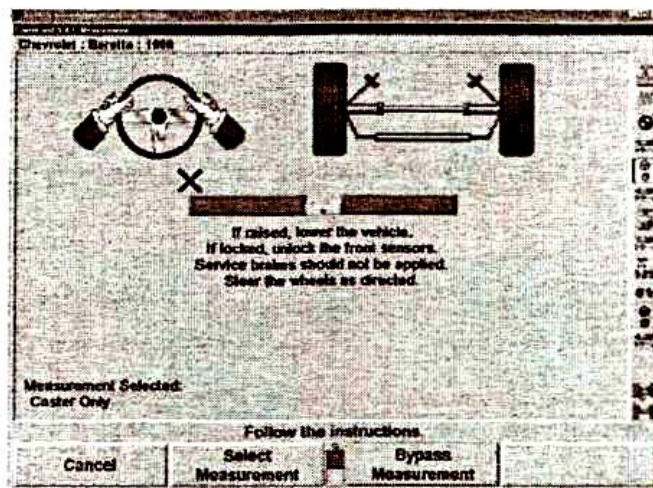 Chevrolet : Beretta : 1990
If raised, lower the vehicle.
If locked, unlock the front sensors.
Service brakes should not be applied.
Steer the wheels as directed.
Measurement Selected:
Caster Only
Follow the instructions
Cancel
Select
Measurement
Bypass
Measurement